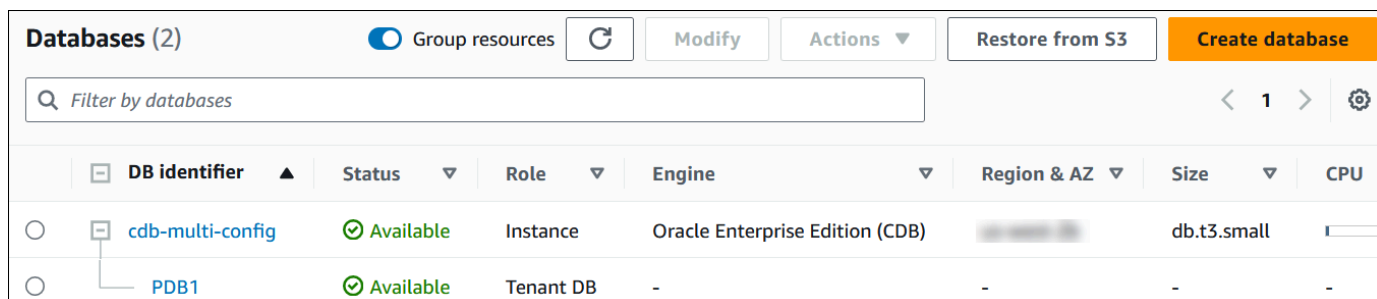 Databases (2) Group resources Modify Actions Restore from S3 Create database
Filter by databases 1
DB identifier Status Role Engine Region & AZ Size CPU
cdb-multi-config Available Instance Oracle Enterprise Edition (CDB) db.t3.small
PDB1 Available Tenant DB - - - -